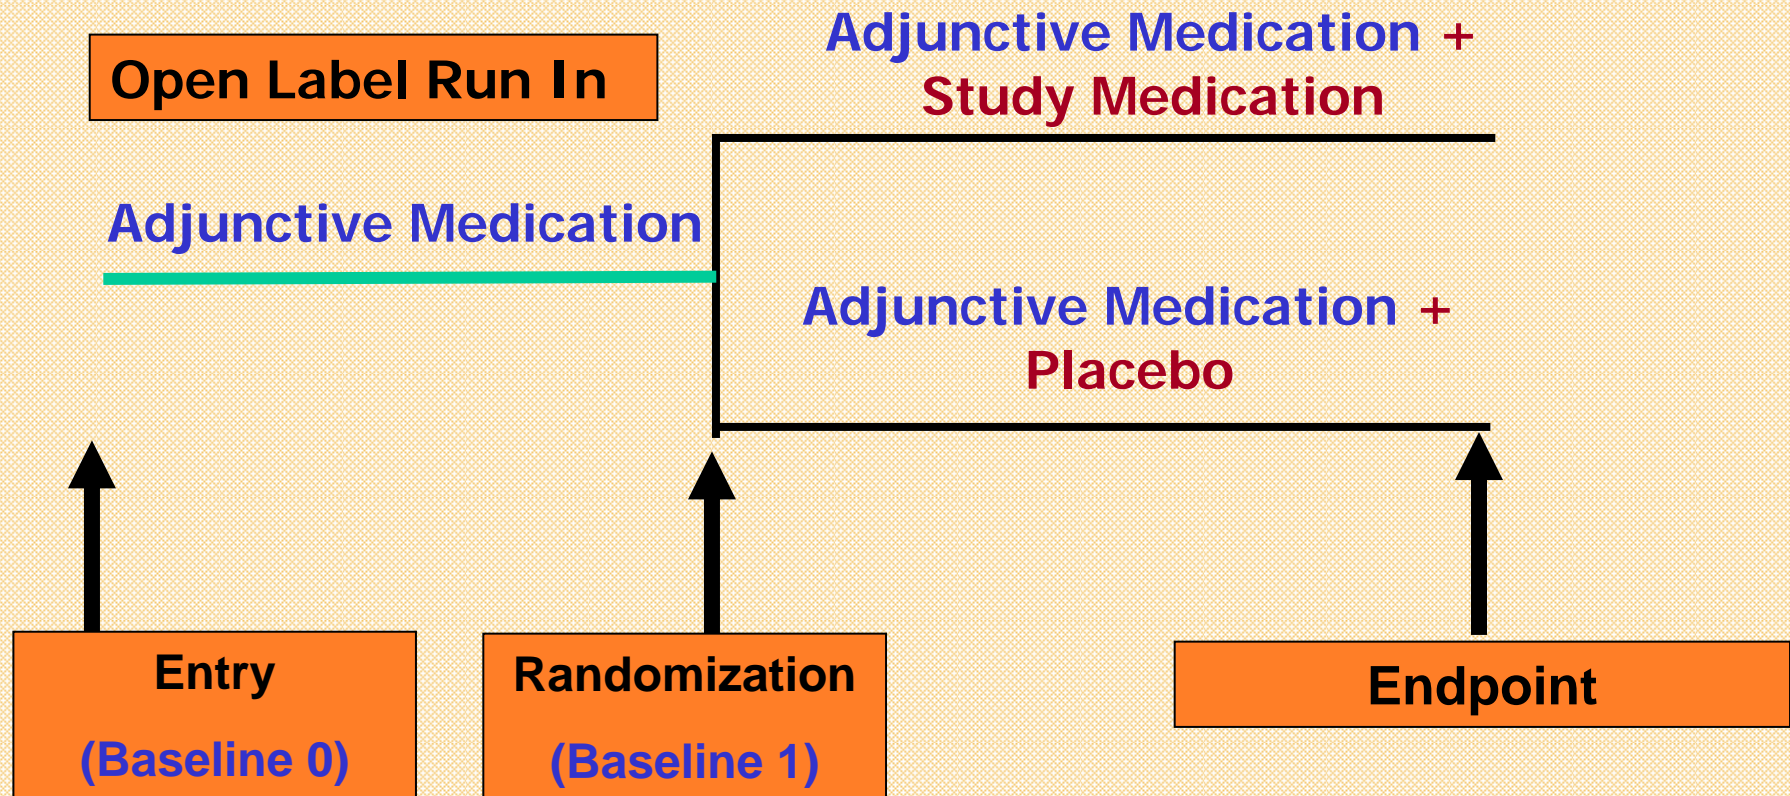 Open Label Run In
Adjunctive Medication +
Study Medication
Adjunctive Medication
Adjunctive Medication +
Placebo
Entry
(Baseline 0)
Randomization
(Baseline 1)
Endpoint